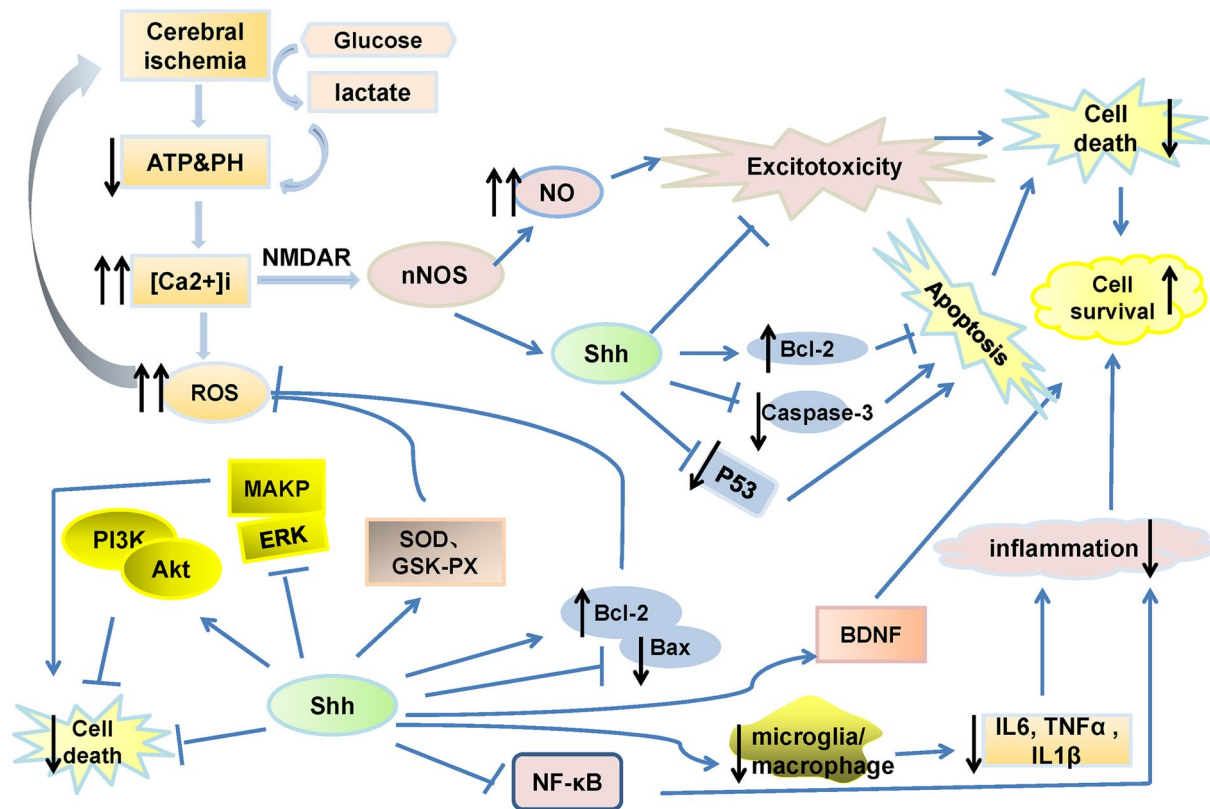 Cerebral
ischemia
Glucose
lactate
ATP&PH
[Ca2+]i
NMDAR
nNOS
NO
Excitotoxicity
Cell
death
Cell
survival
Apoptosis
Shh
Bcl-2
Caspase-3
P53
ROS
MAKP
ERK
PI3K
Akt
SOD、
GSK-PX
Bcl-2
Bax
BDNF
inflammation
Shh
Cell
death
NF-κB
microglia/
macrophage
IL6, TNFα ,
IL1β